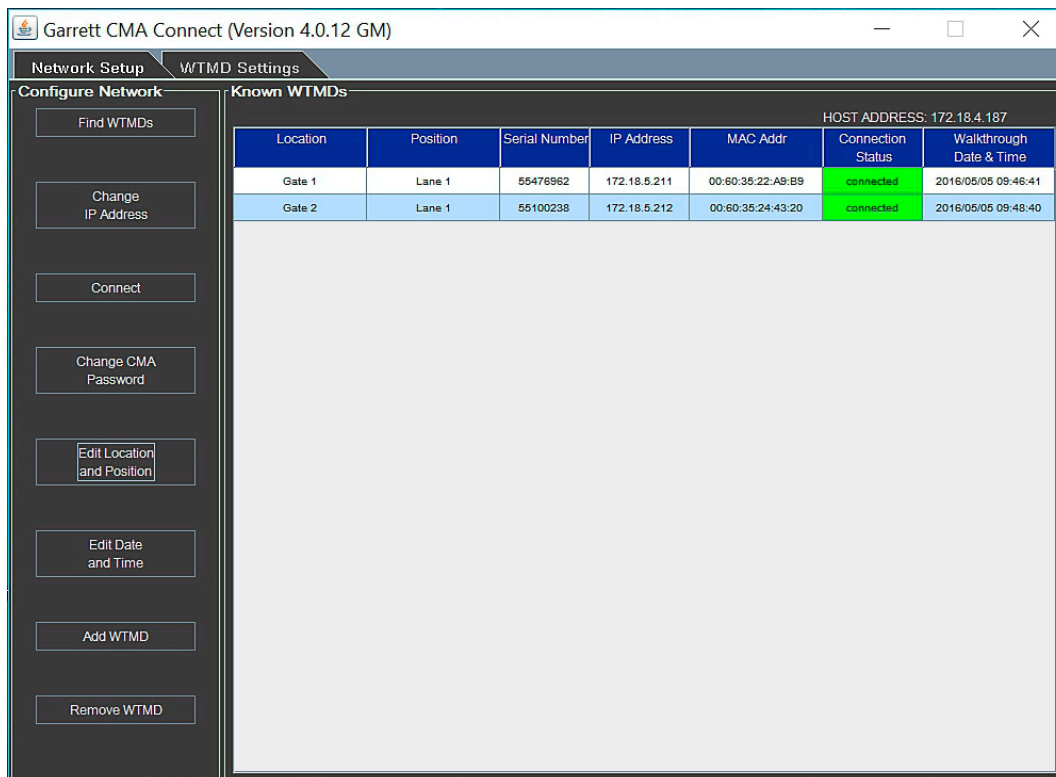 Garrett CMA Connect (Version 4.0.12 GM)
Network Setup WTMD Settings
Configure Network
Find WTMDs
Change
IP Address
Connect
Change CMA
Password
Edit Location
and Position
Edit Date
and Time
Add WTMD
Remove WTMD
Known WTMDs
HOST ADDRESS: 172.18.4.187
Location Position Serial Number IP Address MAC Addr Connection Status Walkthrough Date & Time
Gate 1 Lane 1 55476962 172.18.5.211 00:60:35:22:A9:B9 connected 2016/05/05 09:46:41
Gate 2 Lane 1 55100238 172.18.5.212 00:60:35:24:43:20 connected 2016/05/05 09:48:40